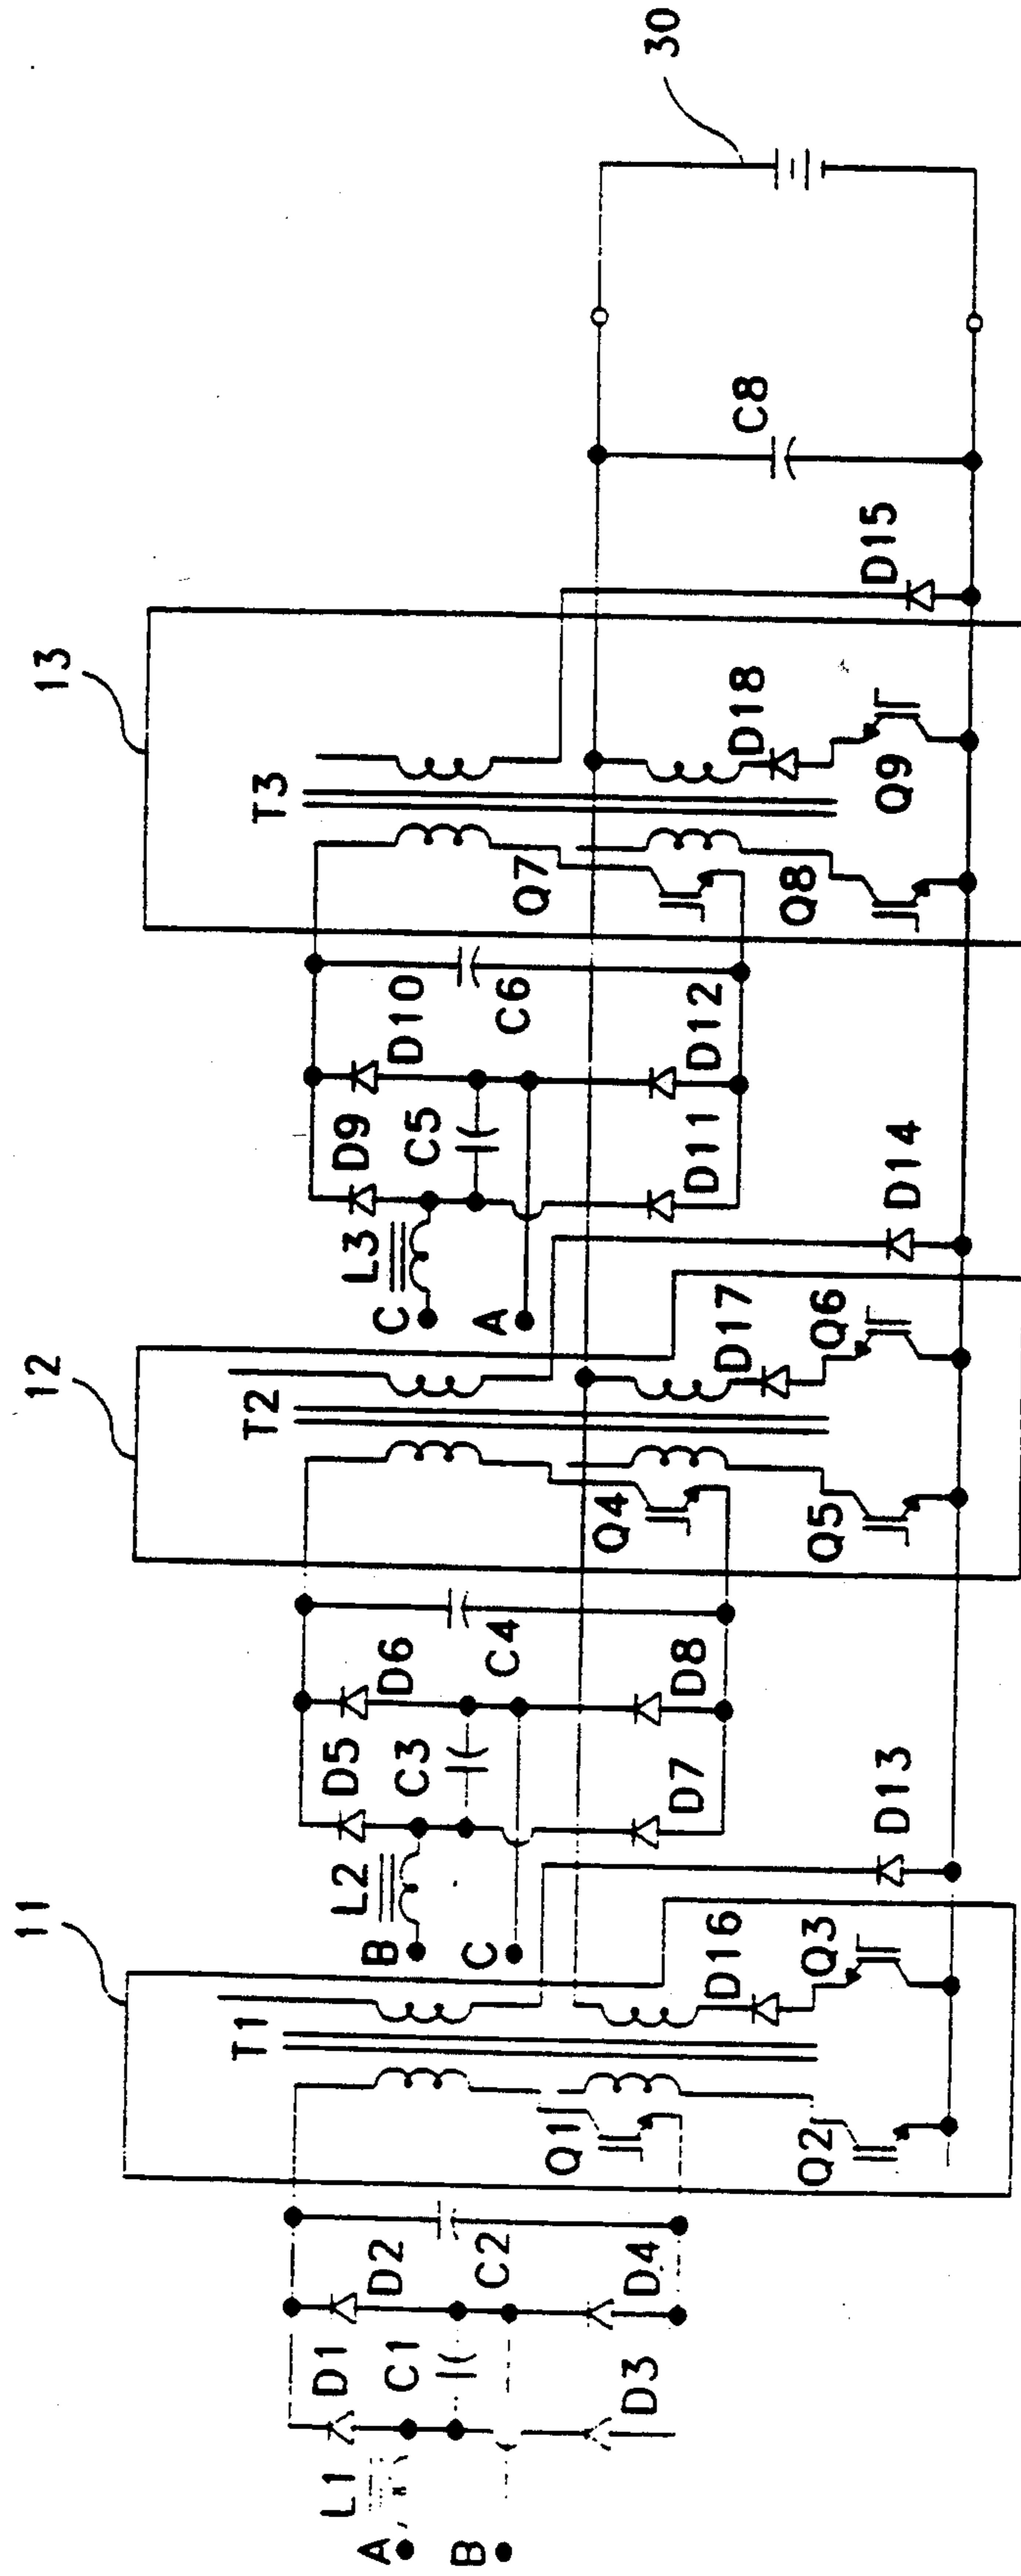 11
12
13
30
T1
T2
T3
A
L1
D1
D2
C1
C2
B
D3
D4
Q1
Q2
Q3
D16
D13
B
L2
D5
D6
C3
C4
C
D7
D8
Q4
Q5
Q6
D17
D14
C
L3
D9
D10
C5
C6
A
D11
D12
Q7
Q8
Q9
D18
D15
C8